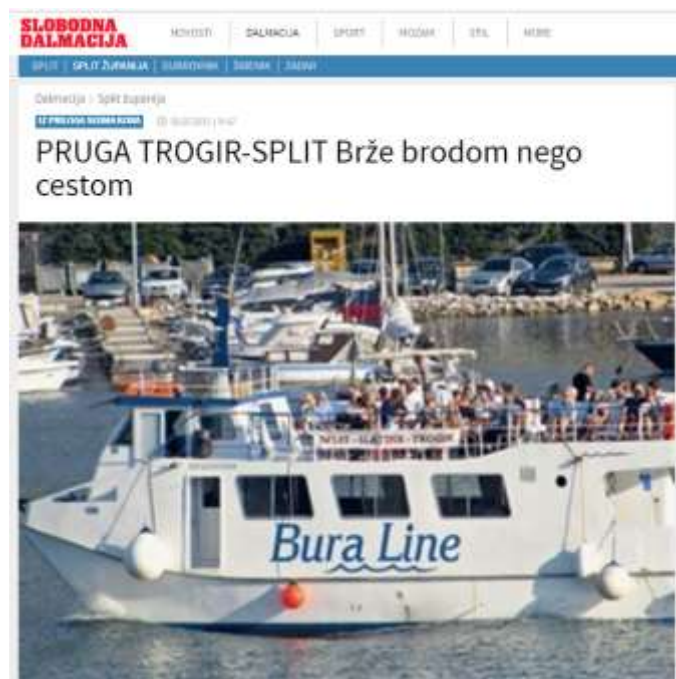 SLOBODNA
DALMACIJA
NOVOSTI DALMACIJA SPORT MOZAIK STIL MORE
SPLIT SPLIT ŽUPANIJA DUBROVNIK ŠIBENIK ZADAR
Dalmacija > Split županija
PRUGA TROGIR-SPLIT Brže brodom nego
cestom
SPLIT - SLATINE - TROGIR
Bura Line